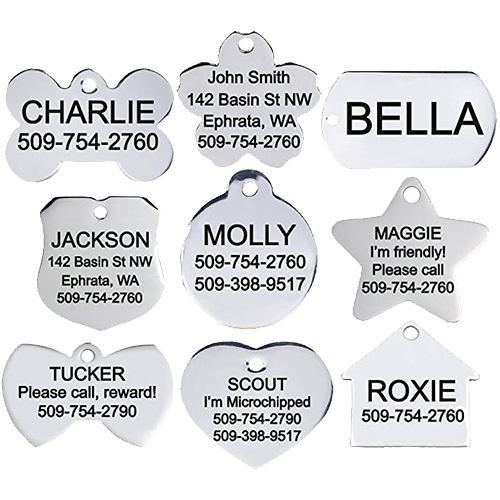 CHARLIE
509-754-2760
John Smith
142 Basin St NW
Ephrata, WA
509-754-2760
BELLA
JACKSON
142 Basin St NW
Ephrata, WA
509-754-2760
MOLLY
509-754-2760
509-398-9517
MAGGIE
I'm friendly!
Please call
509-754-2760
TUCKER
Please call, reward!
509-754-2790
SCOUT
I'm Microchipped
509-754-2790
509-398-9517
ROXIE
509-754-2760